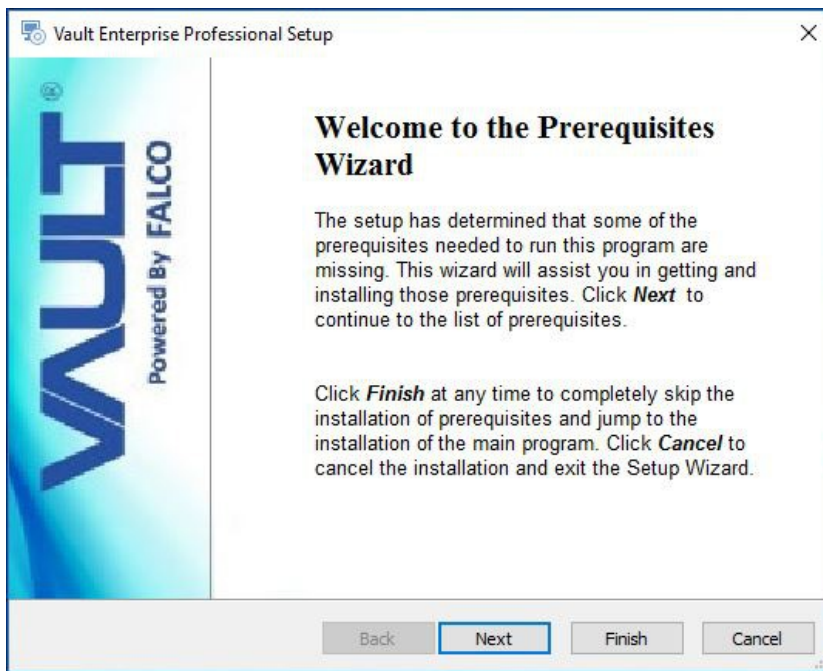 Vault Enterprise Professional Setup
VAULT®
Powered By FALCO
Welcome to the Prerequisites
Wizard
The setup has determined that some of the
prerequisites needed to run this program are
missing. This wizard will assist you in getting and
installing those prerequisites. Click Next to
continue to the list of prerequisites.
Click Finish at any time to completely skip the
installation of prerequisites and jump to the
installation of the main program. Click Cancel to
cancel the installation and exit the Setup Wizard.
Back
Next
Finish
Cancel